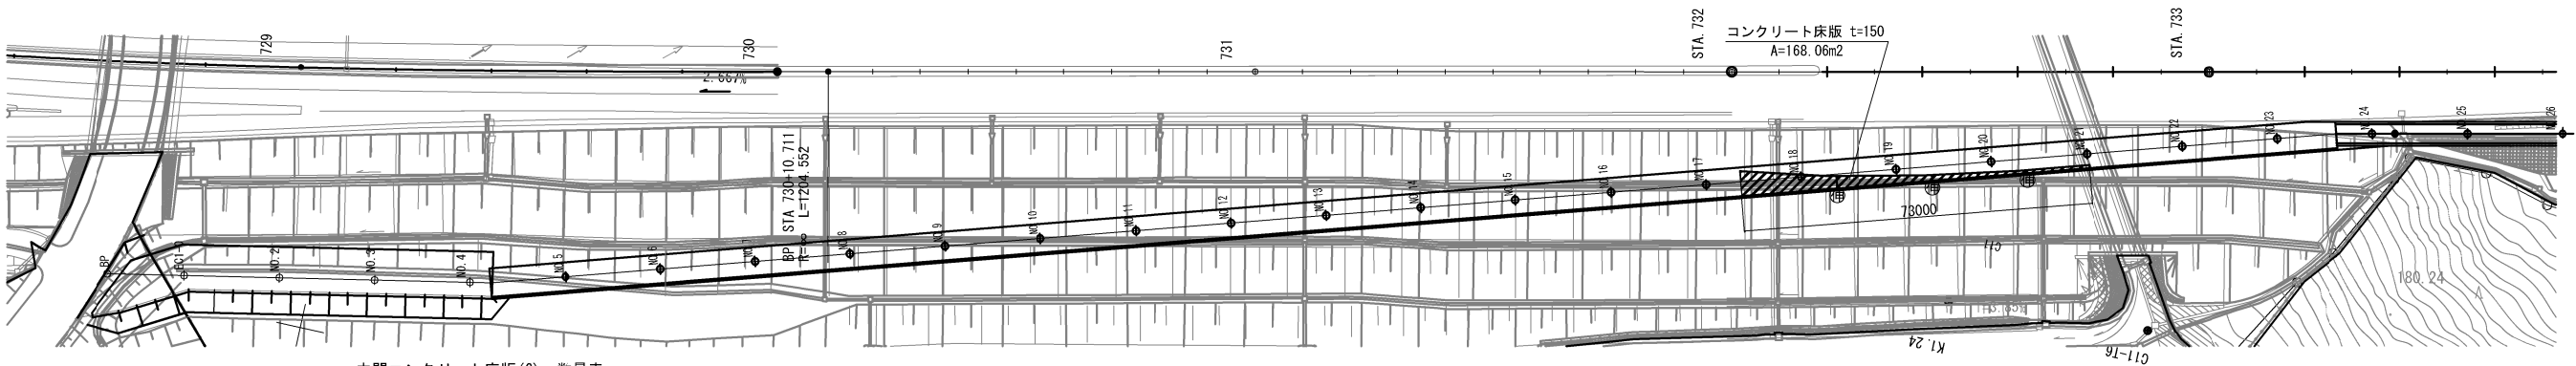 729
730
731
STA. 732
STA. 733
コンクリート床版 t=150
A=168.06m2
2.667%
BP STA 730+10.711
R=∞ L=1204.552
BP
NO.2
NO.3
NO.4
NO.5
NO.6
NO.7
NO.8
NO.9
NO.10
NO.11
NO.12
NO.13
NO.14
NO.15
NO.16
NO.17
NO.18
NO.19
NO.20
NO.21
NO.22
NO.23
NO.24
NO.25
NO.26
73000
C11
180.24
K1.24
C11-T6